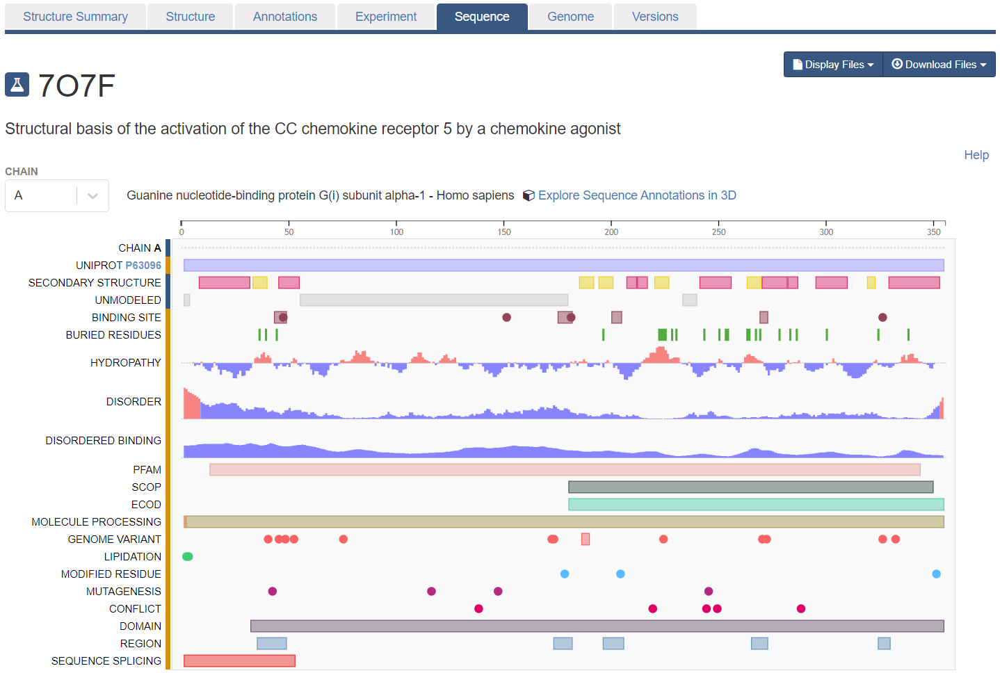 Structure Summary Structure Annotations Experiment Sequence Genome Versions
Display Files Download Files
7O7F
Structural basis of the activation of the CC chemokine receptor 5 by a chemokine agonist
Help
CHAIN
A
Guanine nucleotide-binding protein G(i) subunit alpha-1 - Homo sapiens Explore Sequence Annotations in 3D
0 50 100 150 200 250 300 350
CHAIN A
UNIPROT P63096
SECONDARY STRUCTURE
UNMODELED
BINDING SITE
BURIED RESIDUES
HYDROPATHY
DISORDER
DISORDERED BINDING
PFAM
SCOP
ECOD
MOLECULE PROCESSING
GENOME VARIANT
LIPIDATION
MODIFIED RESIDUE
MUTAGENESIS
CONFLICT
DOMAIN
REGION
SEQUENCE SPLICING